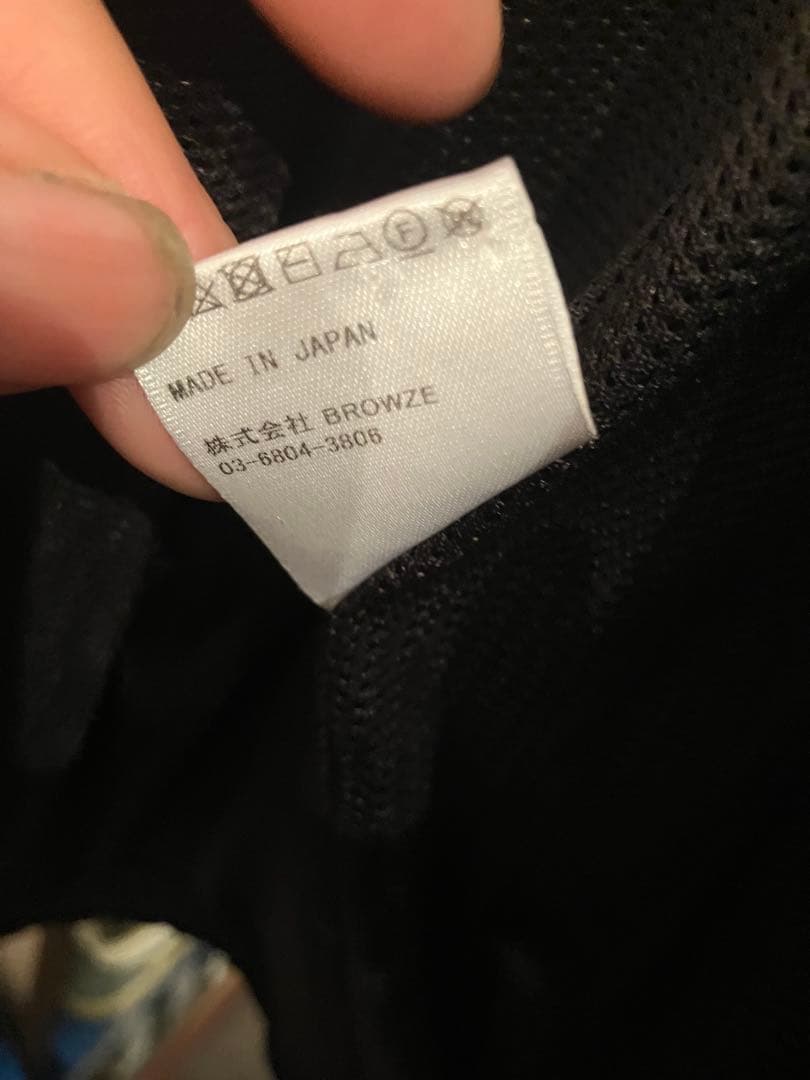 F
MADE IN JAPAN
株式会社 BROWZE
03-6804-3806